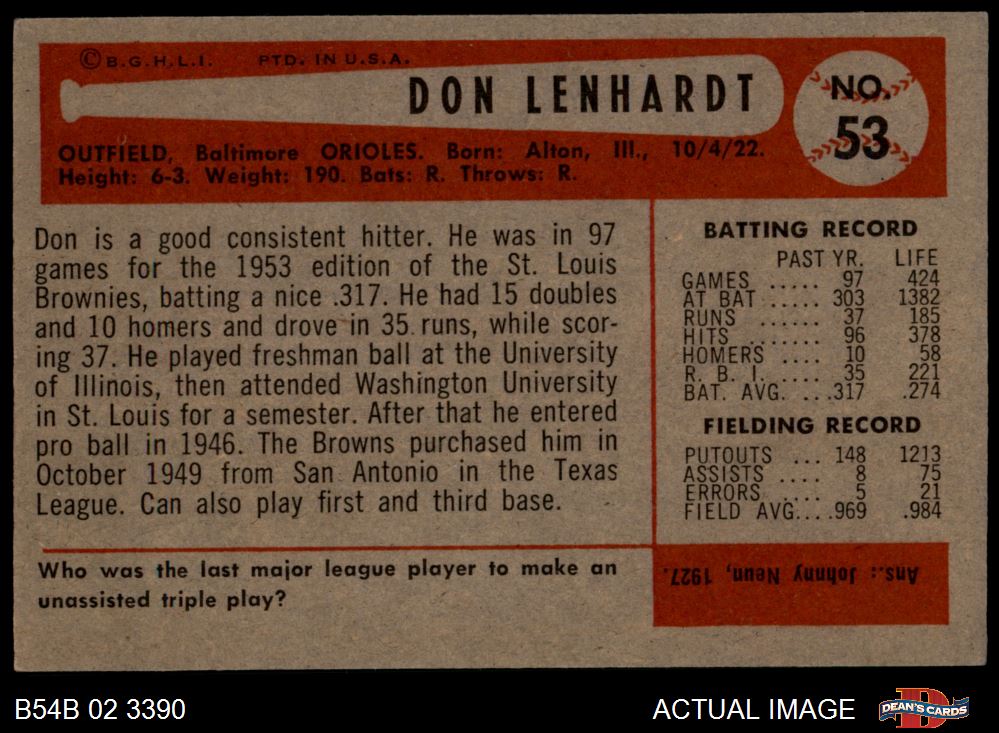 © B.G.H.L.I. PTD. IN U.S.A.
DON LENHARDT
NO.
53
OUTFIELD, Baltimore ORIOLES. Born: Alton, Ill., 10/4/22.
Height: 6-3. Weight: 190. Bats: R. Throws: R.
Don is a good consistent hitter. He was in 97
games for the 1953 edition of the St. Louis
Brownies, batting a nice .317. He had 15 doubles
and 10 homers and drove in 35 runs, while scor-
ing 37. He played freshman ball at the University
of Illinois, then attended Washington University
in St. Louis for a semester. After that he entered
pro ball in 1946. The Browns purchased him in
October 1949 from San Antonio in the Texas
League. Can also play first and third base.
BATTING RECORD
PAST YR. LIFE
GAMES ..... 97 424
AT BAT ..... 303 1382
RUNS ...... 37 185
HITS ....... 96 378
HOMERS .... 10 58
R. B. I. ..... 35 221
BAT. AVG. ...317 .274
FIELDING RECORD
PUTOUTS ... 148 1213
ASSISTS .... 8 75
ERRORS .... 5 21
FIELD AVG....969 .984
Who was the last major league player to make an
unassisted triple play?
Ans.: Johnny Neun, 1927.
B54B 02 3390
ACTUAL IMAGE
D
DEAN'S CARDS